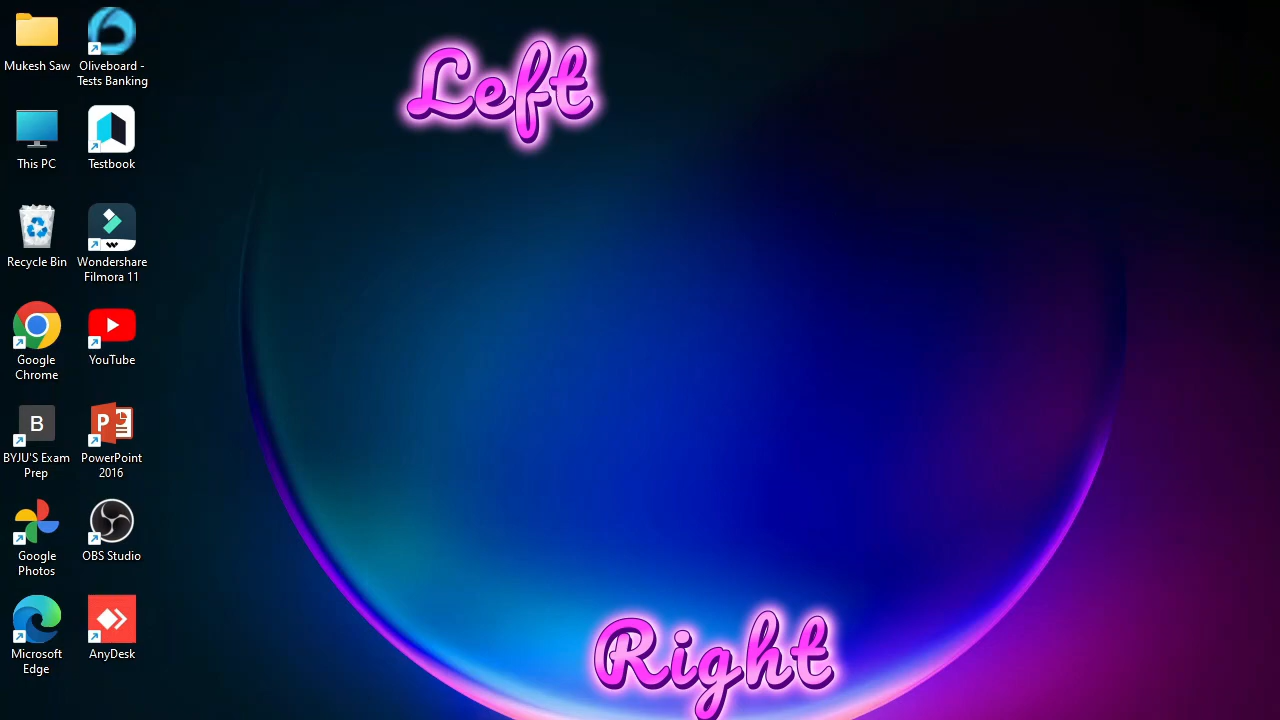 Left
Mukesh Saw
Oliveboard -
Tests Banking
This PC
Testbook
Recycle Bin
Wondershare
Filmora 11
Google
Chrome
YouTube
B
BYJU'S Exam
Prep
P
PowerPoint
2016
Google
Photos
OBS Studio
Microsoft
Edge
AnyDesk
Right